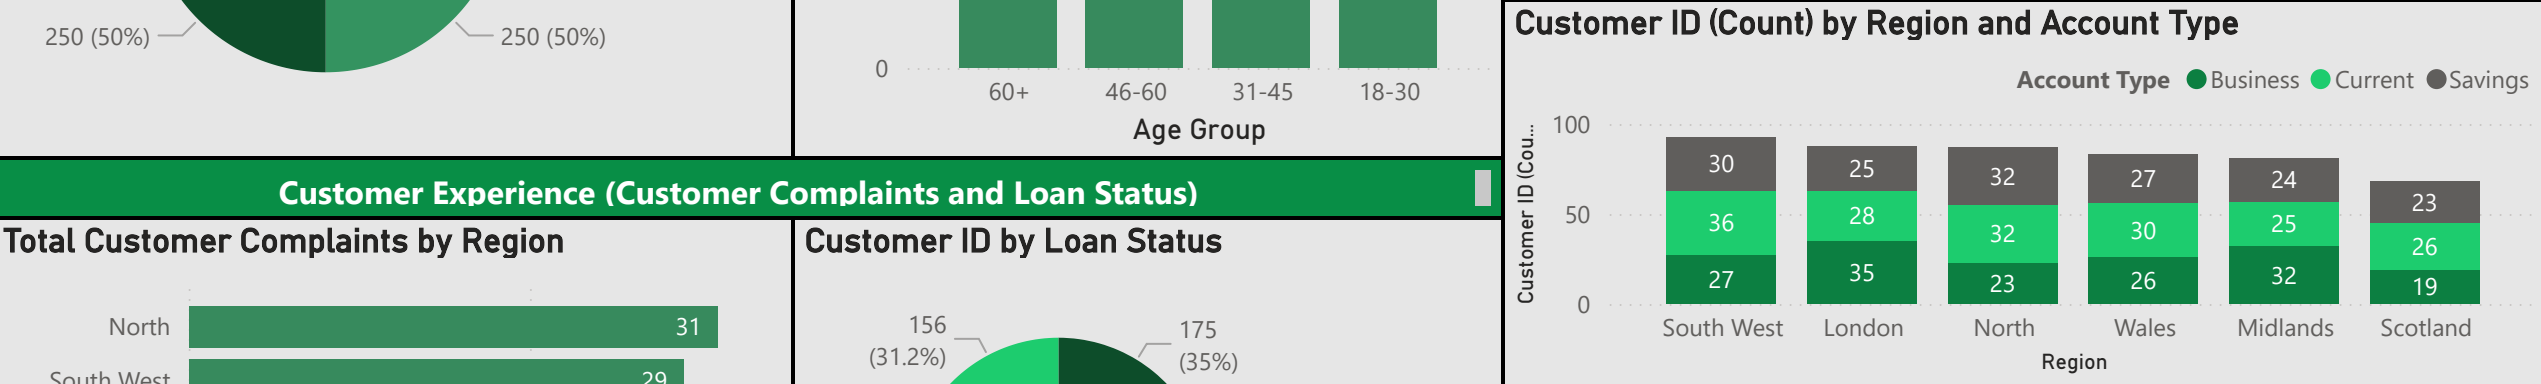 250 (50%)
250 (50%)
0
60+
46-60
31-45
18-30
Age Group
Customer Experience (Customer Complaints and Loan Status)
Total Customer Complaints by Region
North
31
South West
29
Customer ID by Loan Status
156
(31.2%)
175
(35%)
Customer ID (Count) by Region and Account Type
Account Type Business Current Savings
Customer ID (Cou...
100
50
0
30
25
32
27
24
23
36
28
32
30
25
26
27
35
23
26
32
19
South West
London
North
Wales
Midlands
Scotland
Region